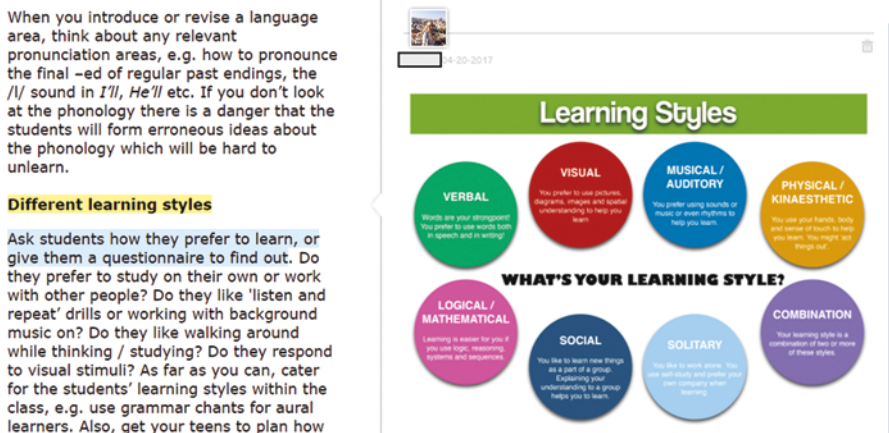 When you introduce or revise a language
area, think about any relevant
pronunciation areas, e.g. how to pronounce
the final –ed of regular past endings, the
/l/ sound in I’ll, He’ll etc. If you don’t look
at the phonology there is a danger that the
students will form erroneous ideas about
the phonology which will be hard to
unlearn.
Different learning styles
Ask students how they prefer to learn, or
give them a questionnaire to find out. Do
they prefer to study on their own or work
with other people? Do they like 'listen and
repeat’ drills or working with background
music on? Do they like walking around
while thinking / studying? Do they respond
to visual stimuli? As far as you can, cater
for the students’ learning styles within the
class, e.g. use grammar chants for aural
learners. Also, get your teens to plan how
04-20-2017
Learning Styles
VERBAL
Words are your strongpoint!
You prefer to use words both
in speech and in writing!
VISUAL
You prefer to use pictures,
diagrams, images and spatial
understanding to help you
learn
MUSICAL /
AUDITORY
You prefer using sounds or
music or even rhythms to
help you learn.
PHYSICAL /
KINAESTHETIC
You use your hands, body
and sense of touch to help
you learn. You might 'act
things out'.
WHAT'S YOUR LEARNING STYLE?
LOGICAL /
MATHEMATICAL
Learning is easier for you if
you use logic, reasoning,
systems and sequences.
SOCIAL
You like to learn new things
as a part of a group.
Explaining your
understanding to a group
helps you to learn.
SOLITARY
You like to work alone. You
use self-study and prefer your
own company when
learning.
COMBINATION
Your learning style is a
combination of two or more
of these styles.